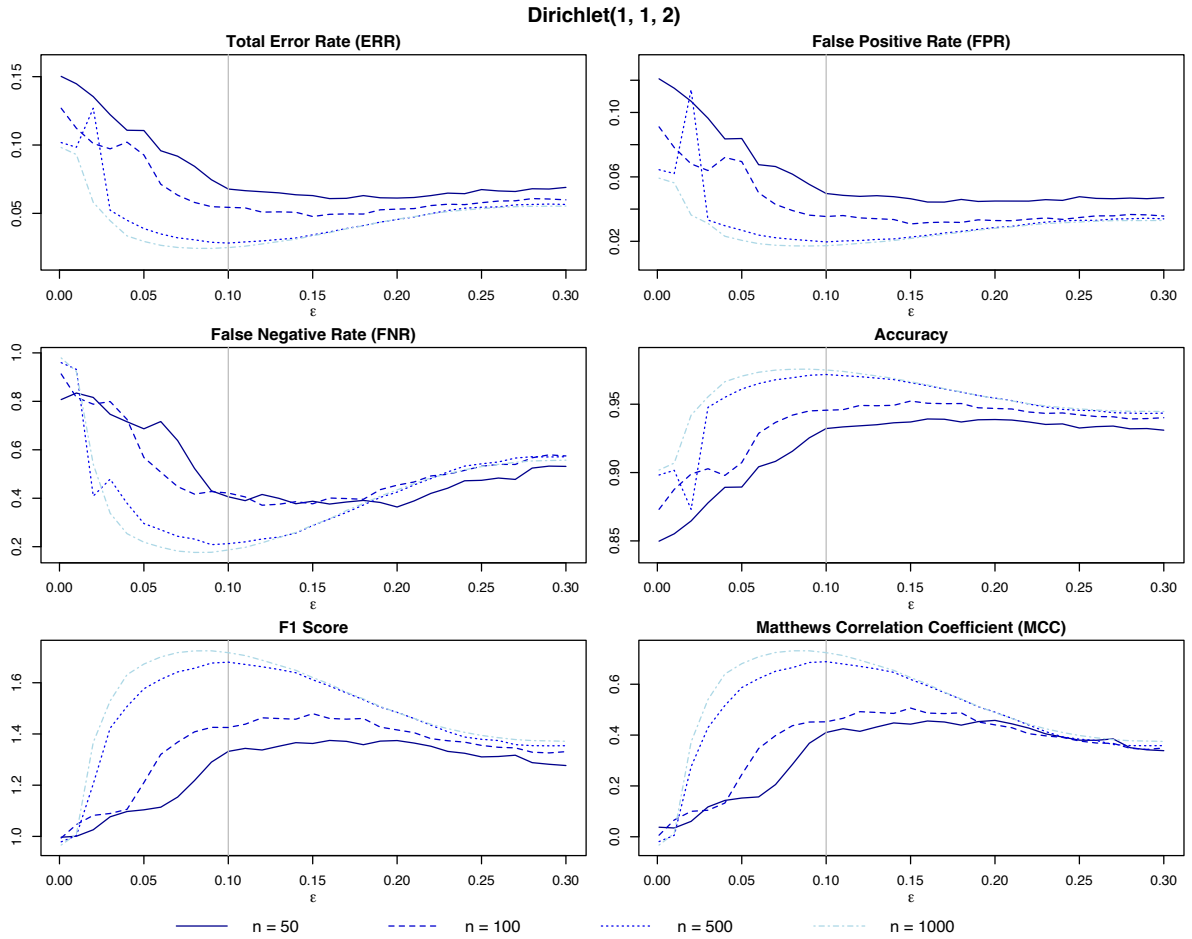 Dirichlet(1, 1, 2)
Total Error Rate (ERR)
0.15
0.10
0.05
0.00 0.05 0.10 0.15 0.20 0.25 0.30
ε
False Positive Rate (FPR)
0.10
0.06
0.02
0.00 0.05 0.10 0.15 0.20 0.25 0.30
ε
False Negative Rate (FNR)
1.0
0.8
0.6
0.4
0.2
0.00 0.05 0.10 0.15 0.20 0.25 0.30
ε
Accuracy
0.95
0.90
0.85
0.00 0.05 0.10 0.15 0.20 0.25 0.30
ε
F1 Score
1.6
1.4
1.2
1.0
0.00 0.05 0.10 0.15 0.20 0.25 0.30
ε
Matthews Correlation Coefficient (MCC)
0.6
0.4
0.2
0.0
0.00 0.05 0.10 0.15 0.20 0.25 0.30
ε
n = 50 n = 100 n = 500 n = 1000